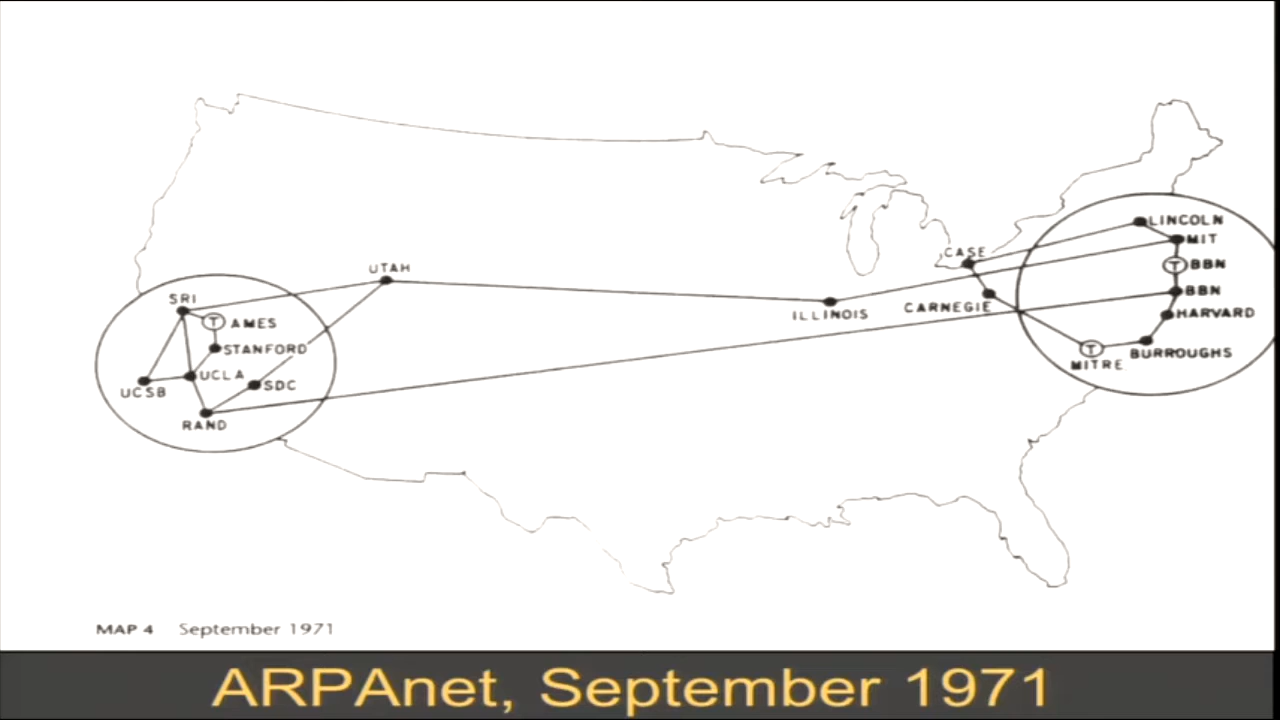 LINCOLN
MIT
T BBN
CASE
UTAH
BBN
SRI
CARNEGIE
ILLINOIS
HARVARD
T AMES
STANFORD
T
BURROUGHS
MITRE
UCLA
SDC
UCSB
RAND
MAP 4 September 1971
ARPAnet, September 1971